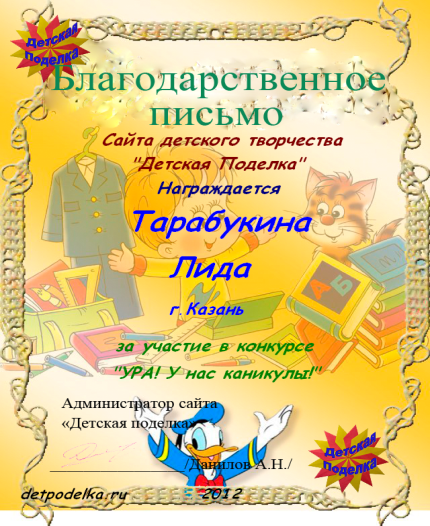 Детская
Поделка
Благодарственное
письмо
Сайта детского творчества
"Детская Поделка"
Награждается
Тарабукина
Лида
г.Казань
за участие в конкурсе
"УРА! У нас каникулы!"
Администратор сайта
«Детская поделка»
/Данилов А.Н./
Детская
Поделка
detpodelka.ru 2012
А Б